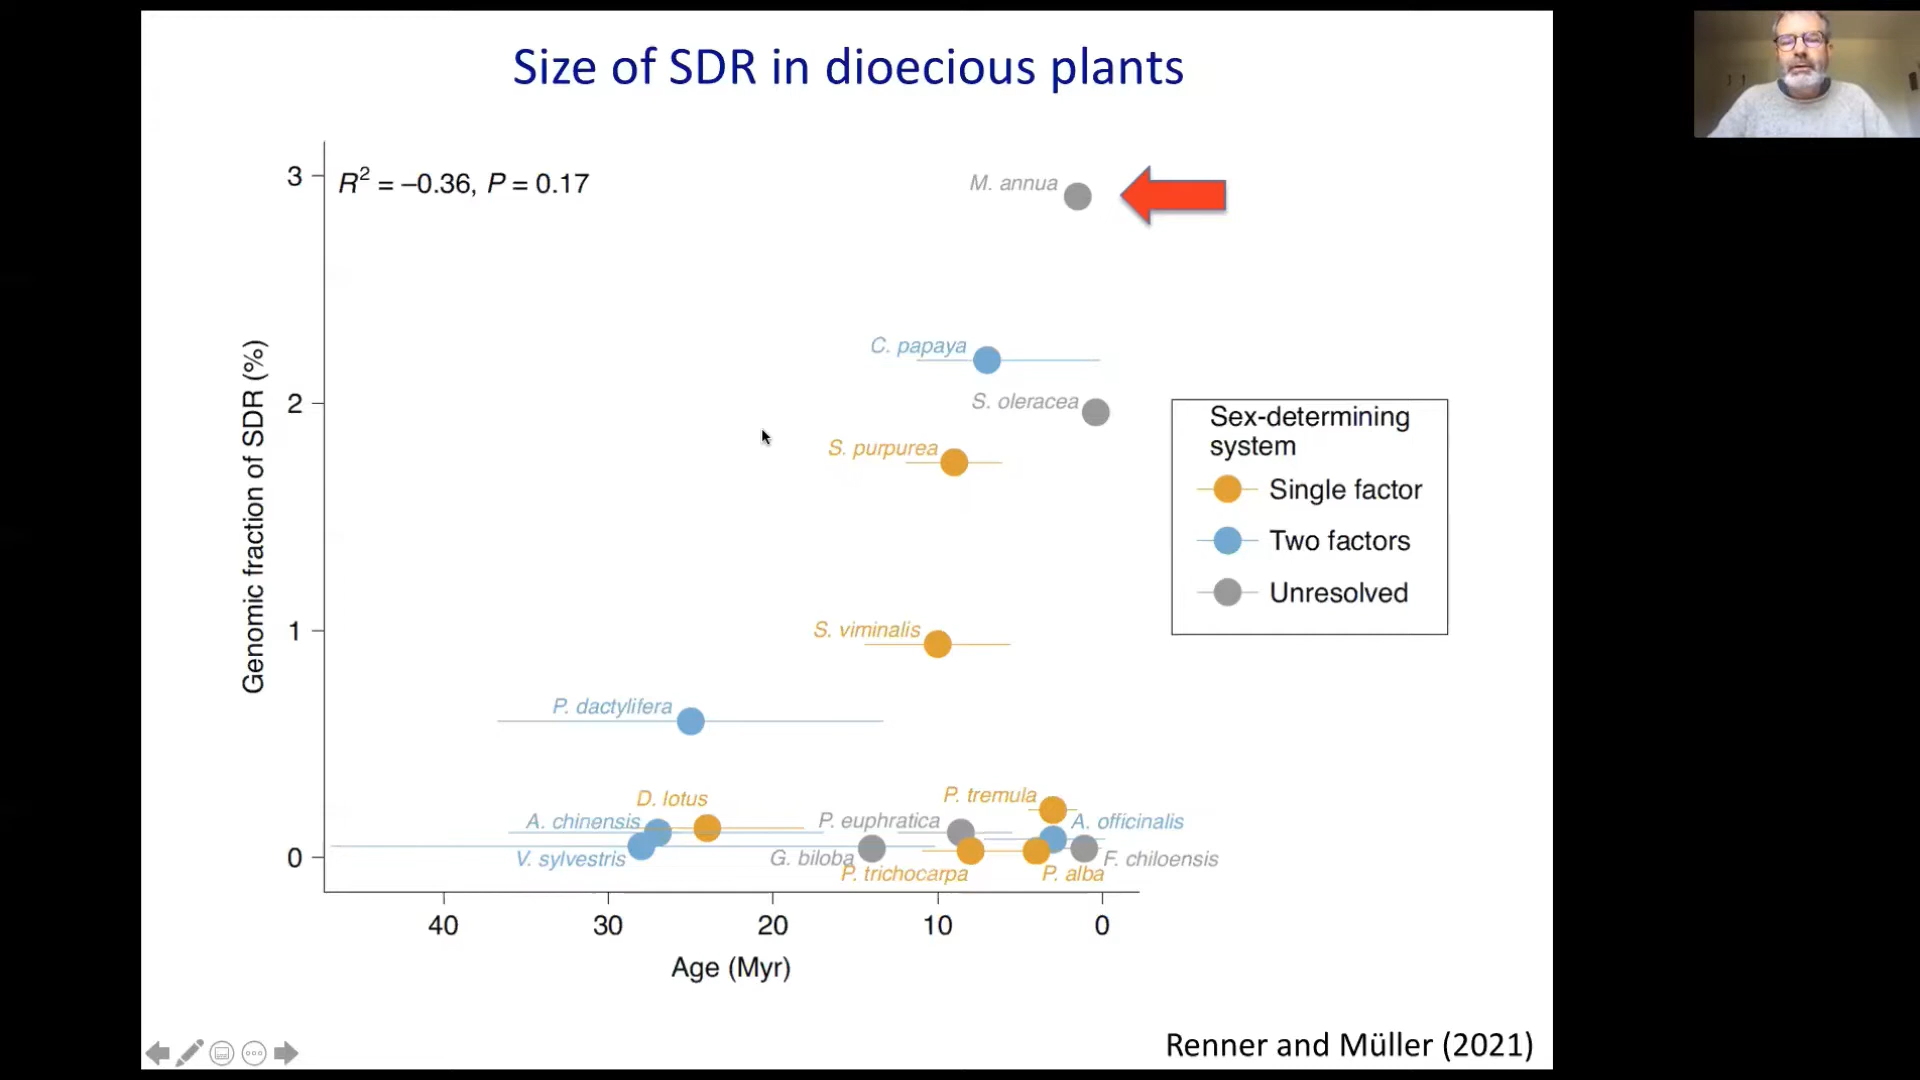 Size of SDR in dioecious plants
R² = –0.36, P = 0.17
M. annua
C. papaya
S. oleracea
S. purpurea
S. viminalis
P. dactylifera
D. lotus
P. tremula
A. chinensis
P. euphratica
A. officinalis
V. sylvestris
G. biloba
F. chiloensis
P. trichocarpa
P. alba
Genomic fraction of SDR (%)
3
2
1
0
40 30 20 10 0
Age (Myr)
Sex-determining
system
Single factor
Two factors
Unresolved
Renner and Müller (2021)